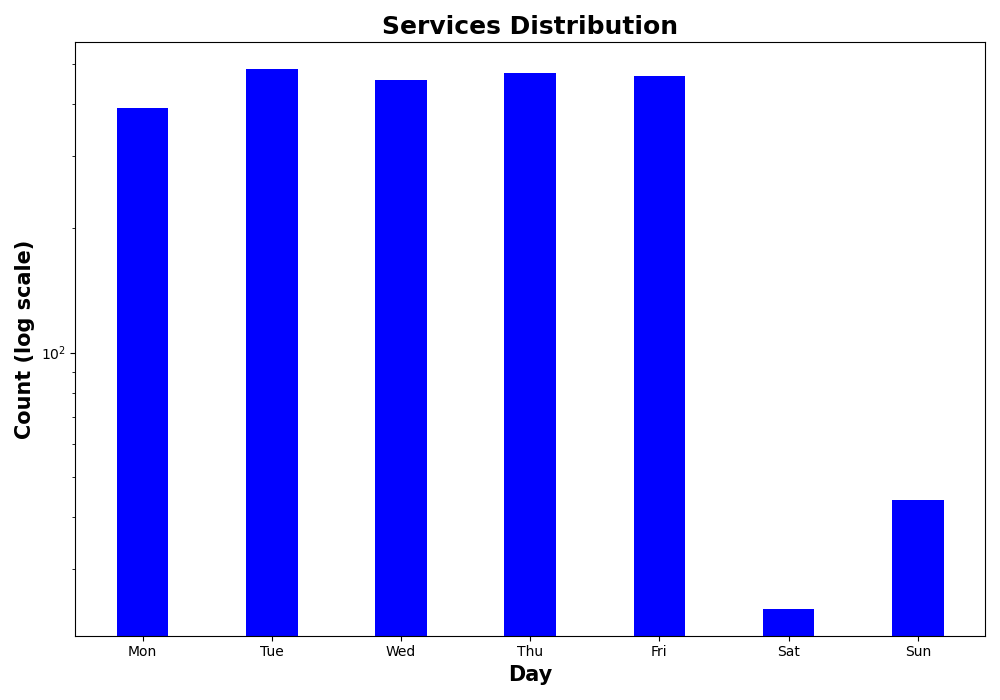 Services Distribution
Count (log scale)
10²
Mon Tue Wed Thu Fri Sat Sun
Day